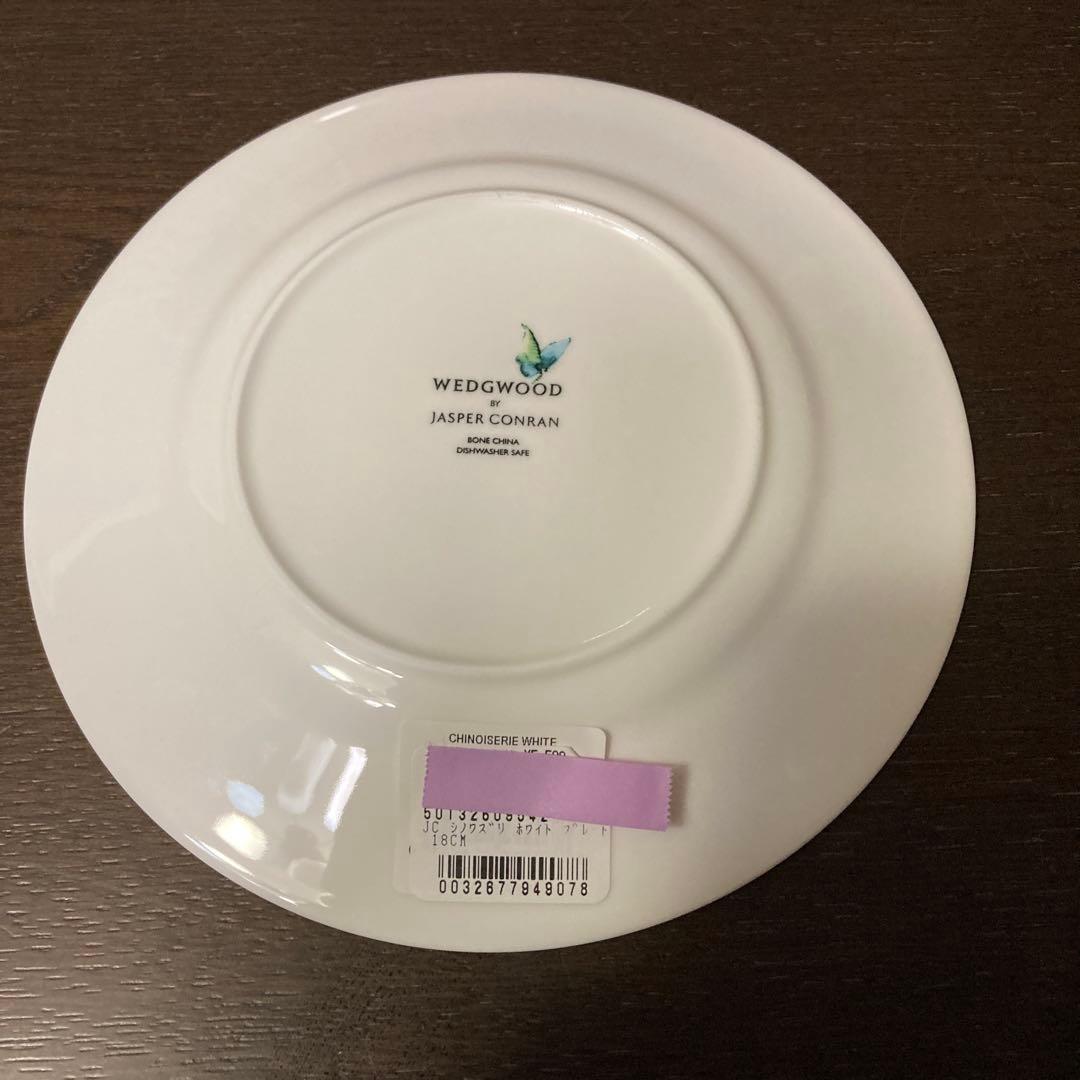 WEDGWOOD
BY
JASPER CONRAN
BONE CHINA
DISHWASHER SAFE
CHINOISERIE WHITE
JC シノワズリ ホワイト プレート
18CM
0032677949078